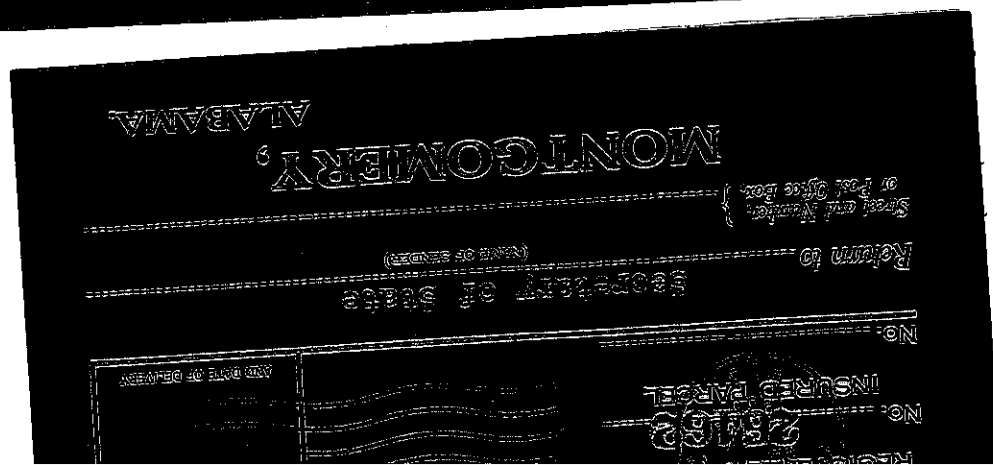 NO.
INSURED PARCEL
AND DATE OF DELIVERY
NO.
Secretary of State
Return to (NAME OF SENDER)
Street and Number,
or Post Office Box.
MONTGOMERY,
ALABAMA.